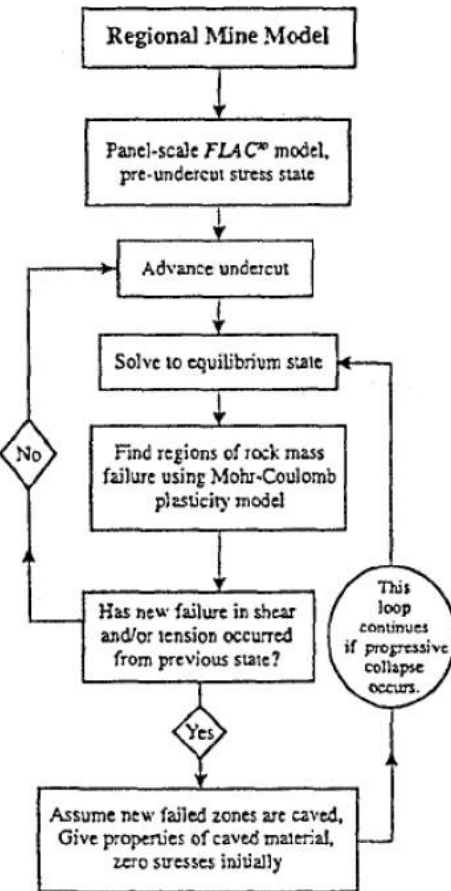 Regional Mine Model
Panel-scale FLAC3D model,
pre-undercut stress state
Advance undercut
Solve to equilibrium state
No
Find regions of rock mass
failure using Mohr-Coulomb
plasticity model
Has new failure in shear
and/or tension occurred
from previous state?
This
loop
continues
if progressive
collapse
occurs.
Yes
Assume new failed zones are caved,
Give properties of caved material,
zero stresses initially